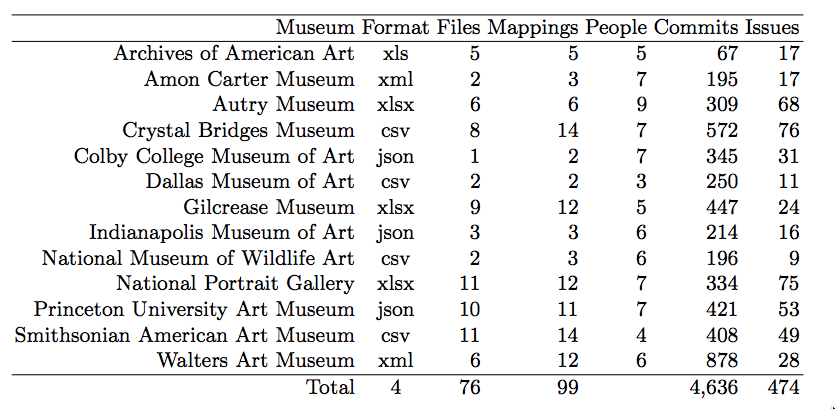 Museum Format Files Mappings People Commits Issues
Archives of American Art xls 5 5 5 67 17
Amon Carter Museum xml 2 3 7 195 17
Autry Museum xlsx 6 6 9 309 68
Crystal Bridges Museum csv 8 14 7 572 76
Colby College Museum of Art json 1 2 7 345 31
Dallas Museum of Art csv 2 2 3 250 11
Gilcrease Museum xlsx 9 12 5 447 24
Indianapolis Museum of Art json 3 3 6 214 16
National Museum of Wildlife Art csv 2 3 6 196 9
National Portrait Gallery xlsx 11 12 7 334 75
Princeton University Art Museum json 10 11 7 421 53
Smithsonian American Art Museum csv 11 14 4 408 49
Walters Art Museum xml 6 12 6 878 28
Total 4 76 99 4,636 474